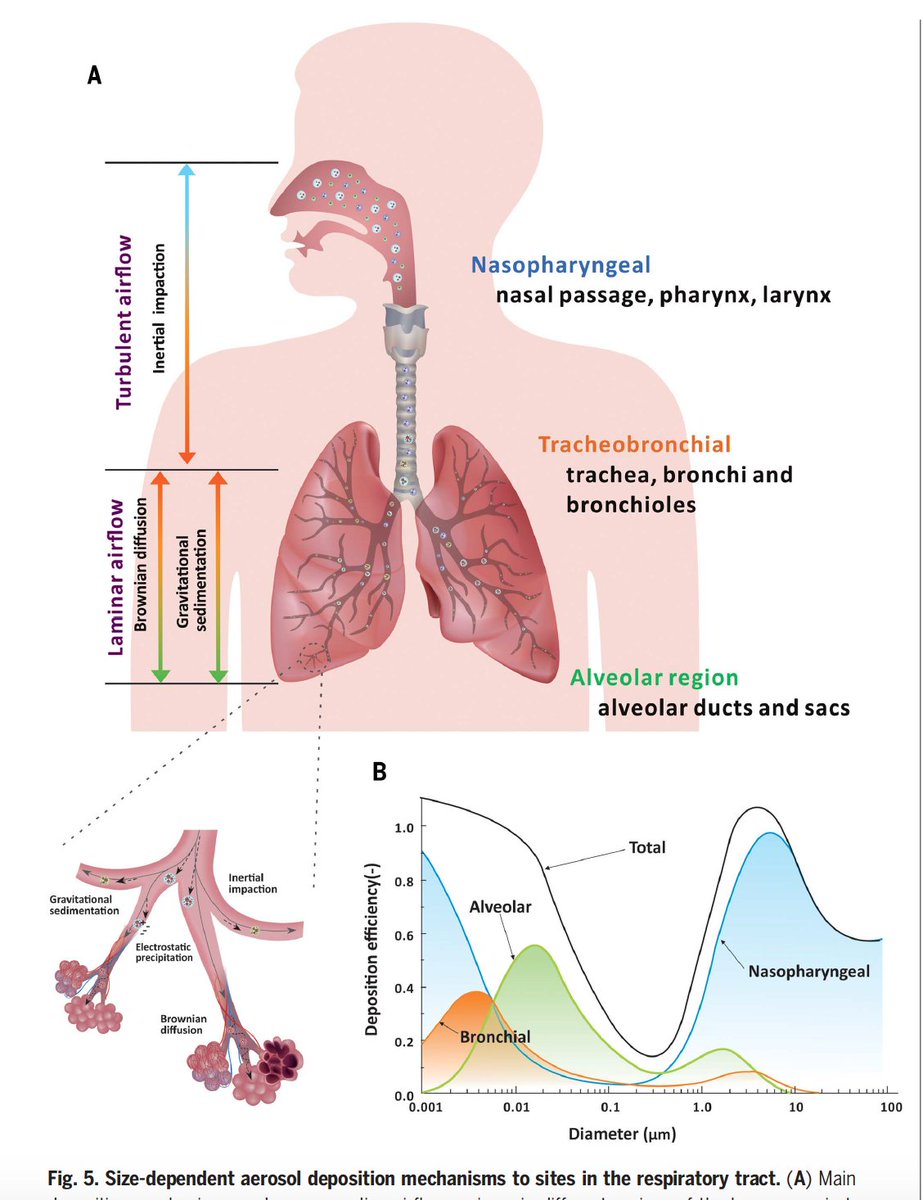 A
Turbulent airflow
Inertial impaction
Laminar airflow
Brownian diffusion
Gravitational
sedimentation
Nasopharyngeal
nasal passage, pharynx, larynx
Tracheobronchial
trachea, bronchi and
bronchioles
Alveolar region
alveolar ducts and sacs
Gravitational
sedimentation
Inertial
impaction
Electrostatic
precipitation
Brownian
diffusion
B
Deposition efficiency(-)
1.0
0.8
0.6
0.4
0.2
0.0
Total
Alveolar
Nasopharyngeal
Bronchial
0.001 0.01 0.1 1.0 10 100
Diameter (µm)
Fig. 5. Size-dependent aerosol deposition mechanisms to sites in the respiratory tract. (A) Main